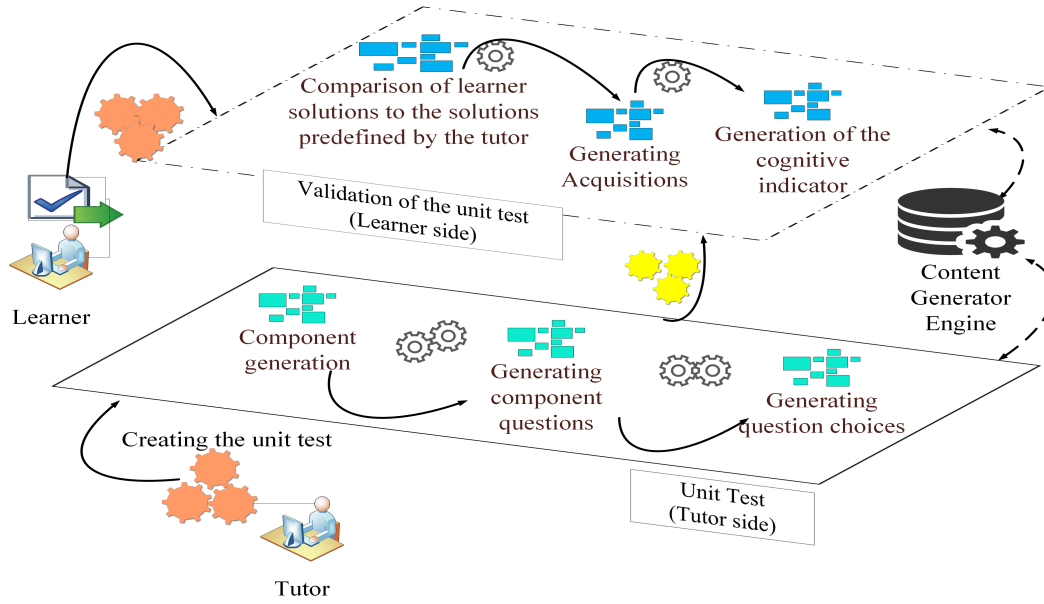 Comparison of learner
solutions to the solutions
predefined by the tutor
Generating
Acquisitions
Generation of the
cognitive
indicator
Validation of the unit test
(Learner side)
Learner
Content
Generator
Engine
Component
generation
Generating
component
questions
Generating
question choices
Creating the unit test
Unit Test
(Tutor side)
Tutor